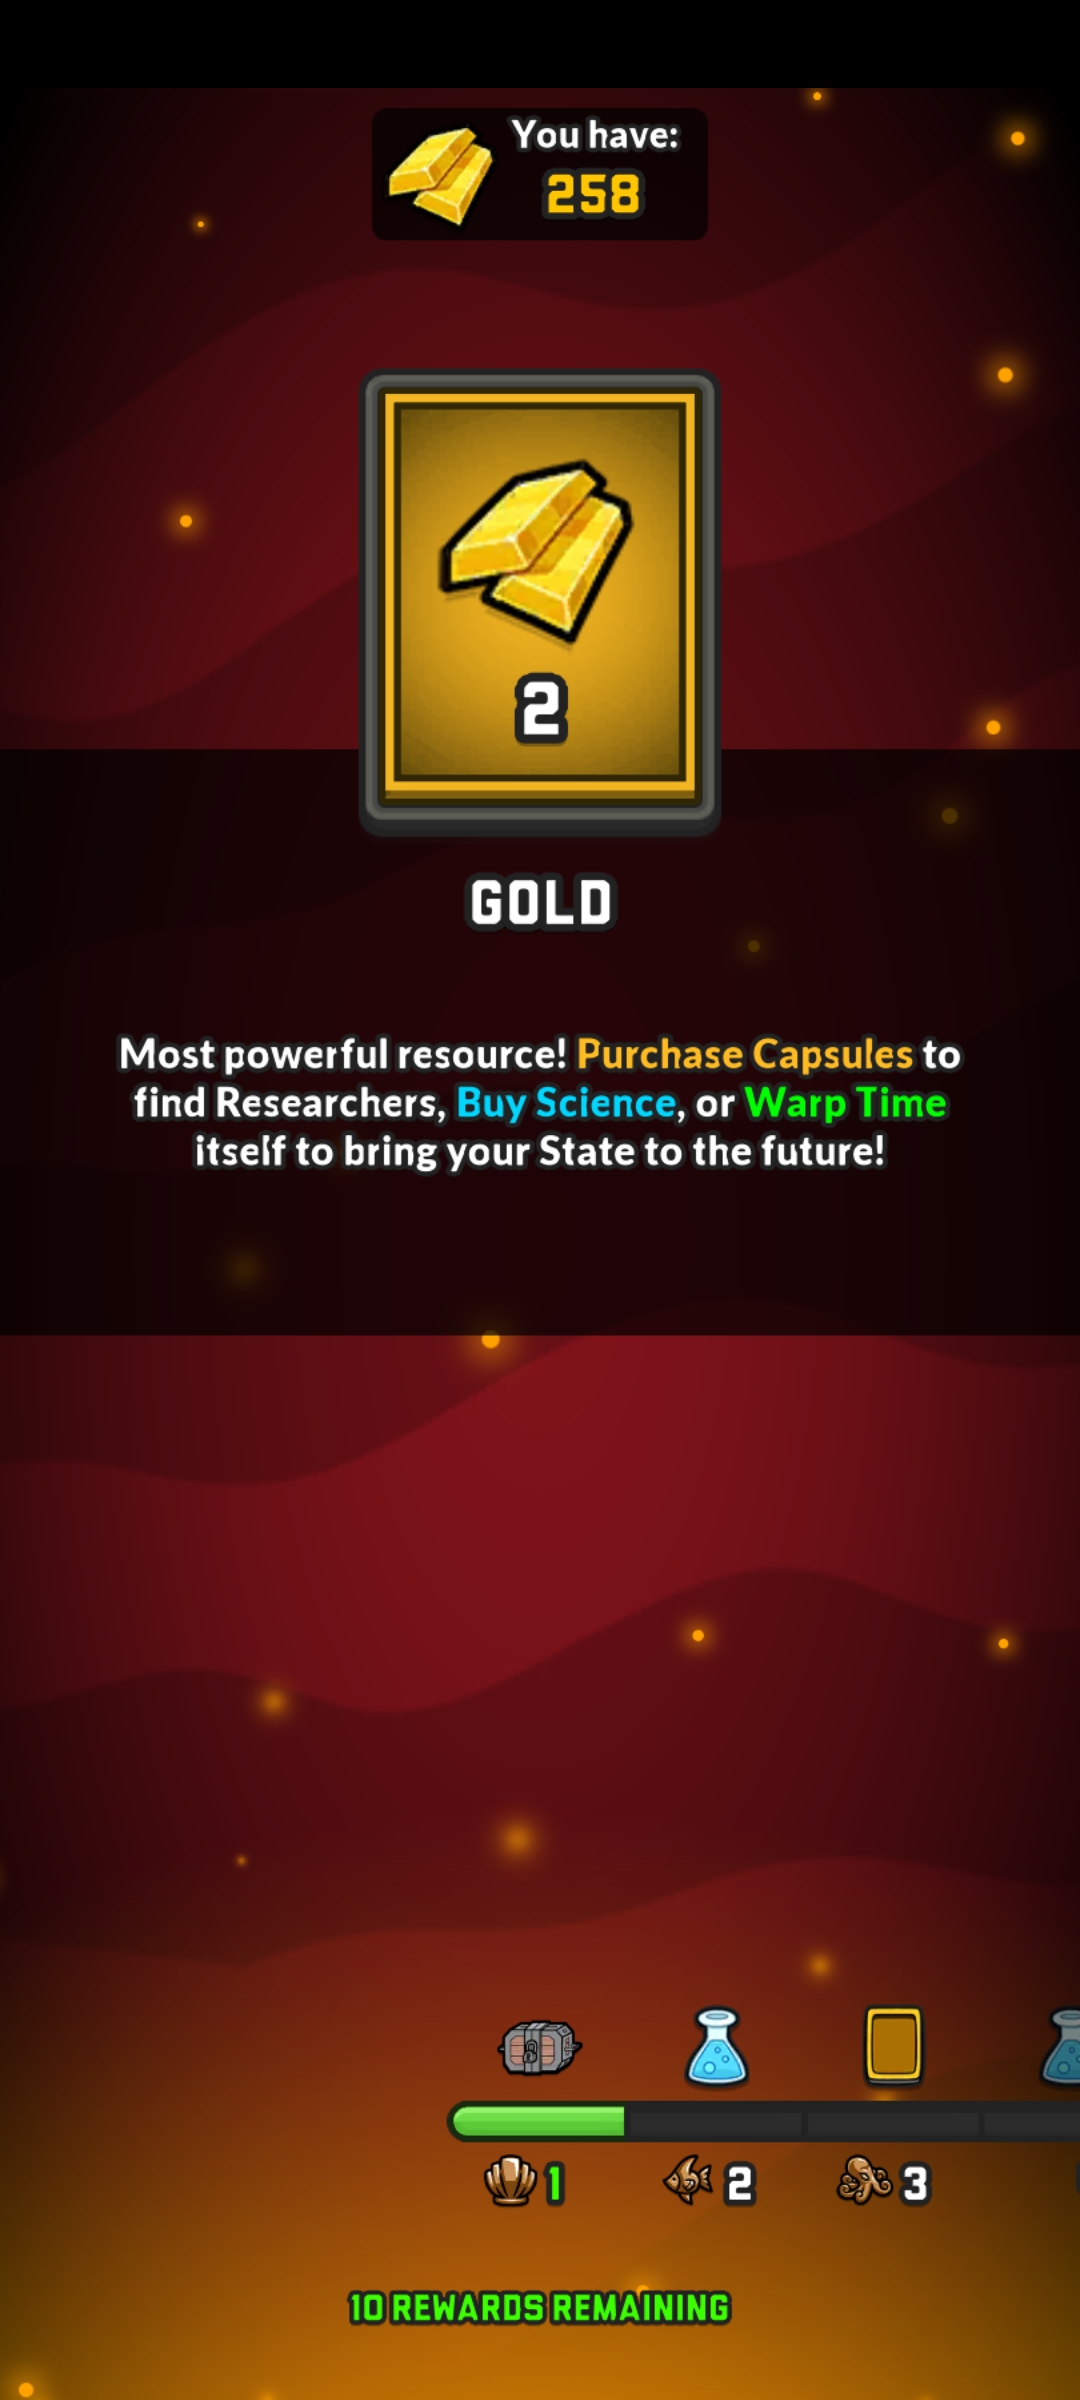 You have:
258
2
GOLD
Most powerful resource! Purchase Capsules to
find Researchers, Buy Science, or Warp Time
itself to bring your State to the future!
1 2 3
10 REWARDS REMAINING